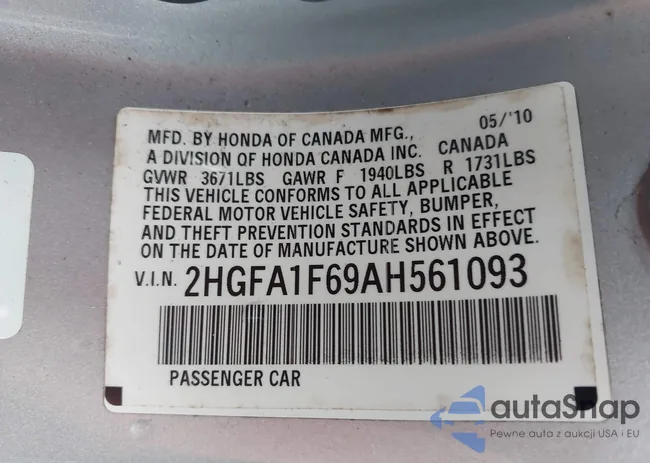 05/'10
MFD. BY HONDA OF CANADA MFG.,
A DIVISION OF HONDA CANADA INC. CANADA
GVWR 3671LBS GAWR F 1940LBS R 1731LBS
THIS VEHICLE CONFORMS TO ALL APPLICABLE
FEDERAL MOTOR VEHICLE SAFETY, BUMPER,
AND THEFT PREVENTION STANDARDS IN EFFECT
ON THE DATE OF MANUFACTURE SHOWN ABOVE.
V.I.N. 2HGFA1F69AH561093
PASSENGER CAR
autaSnap
Pewne auta z aukcji USA i EU